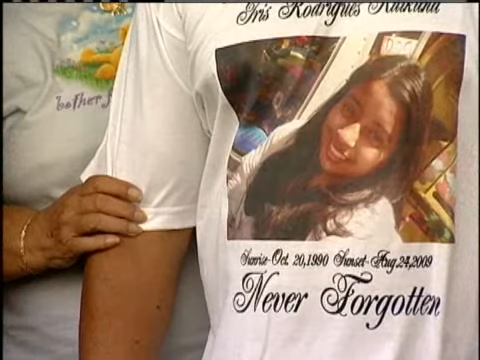 Iris Rodrigues
Sunrise-Oct. 20, 1990 Sunset-Aug. 24, 2009
Never Forgotten